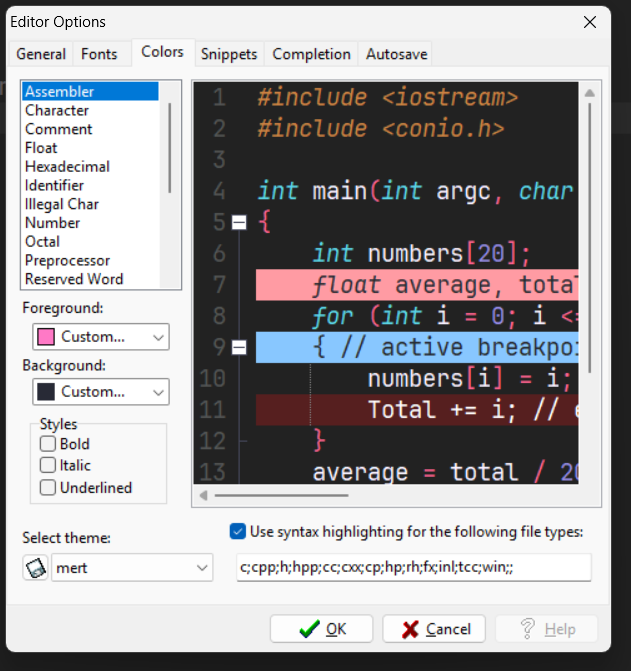 Editor Options
General Fonts Colors Snippets Completion Autosave
Assembler
Character
Comment
Float
Hexadecimal
Identifier
Illegal Char
Number
Octal
Preprocessor
Reserved Word
Foreground:
Custom...
Background:
Custom...
Styles
Bold
Italic
Underlined
1 #include <iostream>
2 #include <conio.h>
3
4 int main(int argc, char
5 {
6 int numbers[20];
7 float average, total
8 for (int i = 0; i <=
9 { // active breakpoi
10 numbers[i] = i;
11 Total += i; // e
12 }
13 average = total / 20
Select theme:
mert
Use syntax highlighting for the following file types:
c;cpp;h;hpp;cc;cxx;cp;hp;rh;fx;inl;tcc;win;;
OK Cancel Help